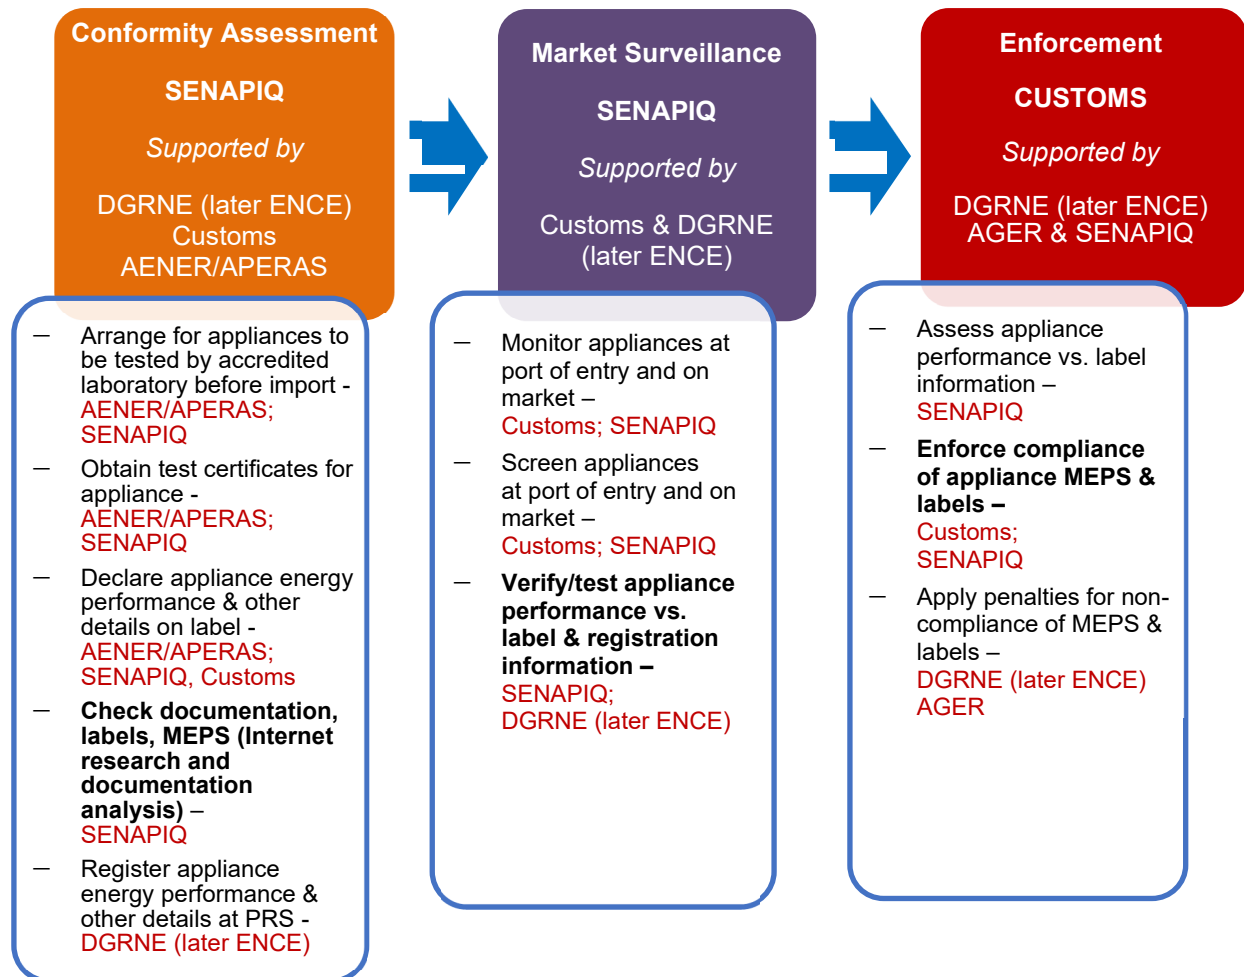 Conformity Assessment
SENAPIQ
Supported by
DGRNE (later ENCE)
Customs
AENER/APERAS
— Arrange for appliances to
be tested by accredited
laboratory before import -
AENER/APERAS;
SENAPIQ
— Obtain test certificates for
appliance -
AENER/APERAS;
SENAPIQ
— Declare appliance energy
performance & other
details on label -
AENER/APERAS;
SENAPIQ, Customs
— Check documentation,
labels, MEPS (Internet
research and
documentation
analysis) –
SENAPIQ
— Register appliance
energy performance &
other details at PRS -
DGRNE (later ENCE)
Market Surveillance
SENAPIQ
Supported by
Customs & DGRNE
(later ENCE)
— Monitor appliances at
port of entry and on
market –
Customs; SENAPIQ
— Screen appliances
at port of entry and on
market –
Customs; SENAPIQ
— Verify/test appliance
performance vs.
label & registration
information –
SENAPIQ;
DGRNE (later ENCE)
Enforcement
CUSTOMS
Supported by
DGRNE (later ENCE)
AGER & SENAPIQ
— Assess appliance
performance vs. label
information –
SENAPIQ
— Enforce compliance
of appliance MEPS &
labels –
Customs;
SENAPIQ
— Apply penalties for non-
compliance of MEPS &
labels –
DGRNE (later ENCE)
AGER